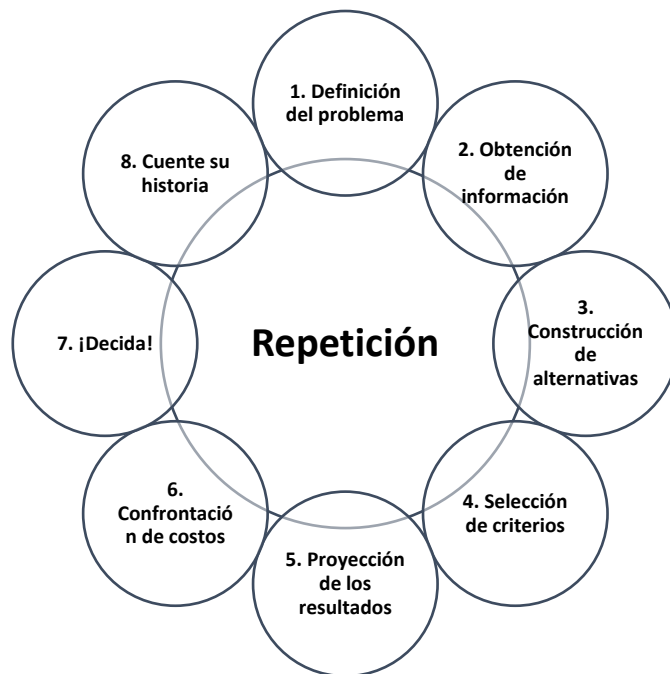 1. Definición
del problema
2. Obtención
de
información
3.
Construcción
de
alternativas
4. Selección
de criterios
5. Proyección
de los
resultados
6.
Confrontació
n de costos
7. ¡Decida!
8. Cuente su
historia
Repetición